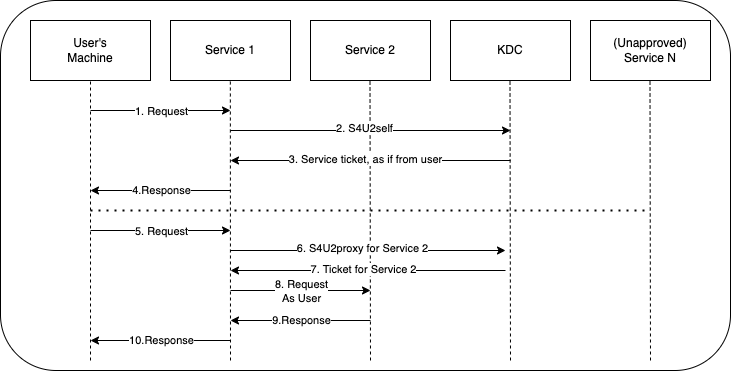 User's
Machine
Service 1
Service 2
KDC
(Unapproved)
Service N
1. Request
2. S4U2self
3. Service ticket, as if from user
4.Response
5. Request
6. S4U2proxy for Service 2
7. Ticket for Service 2
8. Request
As User
9.Response
10.Response